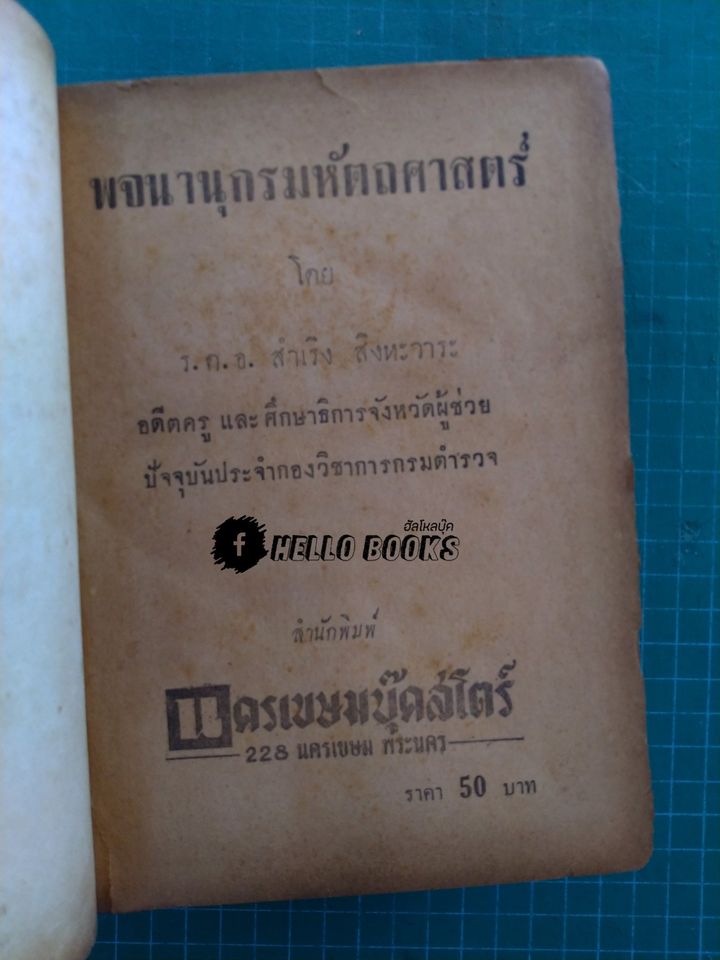 พจนานุกรมหัตถศาสตร์
โดย
ร.ต.อ. สำเริง สิงหะวาระ
อดีตครู และศึกษาธิการจังหวัดผู้ช่วย
ปัจจุบันประจำกองวิชาการกรมตำรวจ
ฮัลโหลบุ๊ค
f HELLO BOOKS
สำนักพิมพ์
นครเขษมบุ๊คส์โตร์
228 นครเขษม พระนคร
ราคา 50 บาท